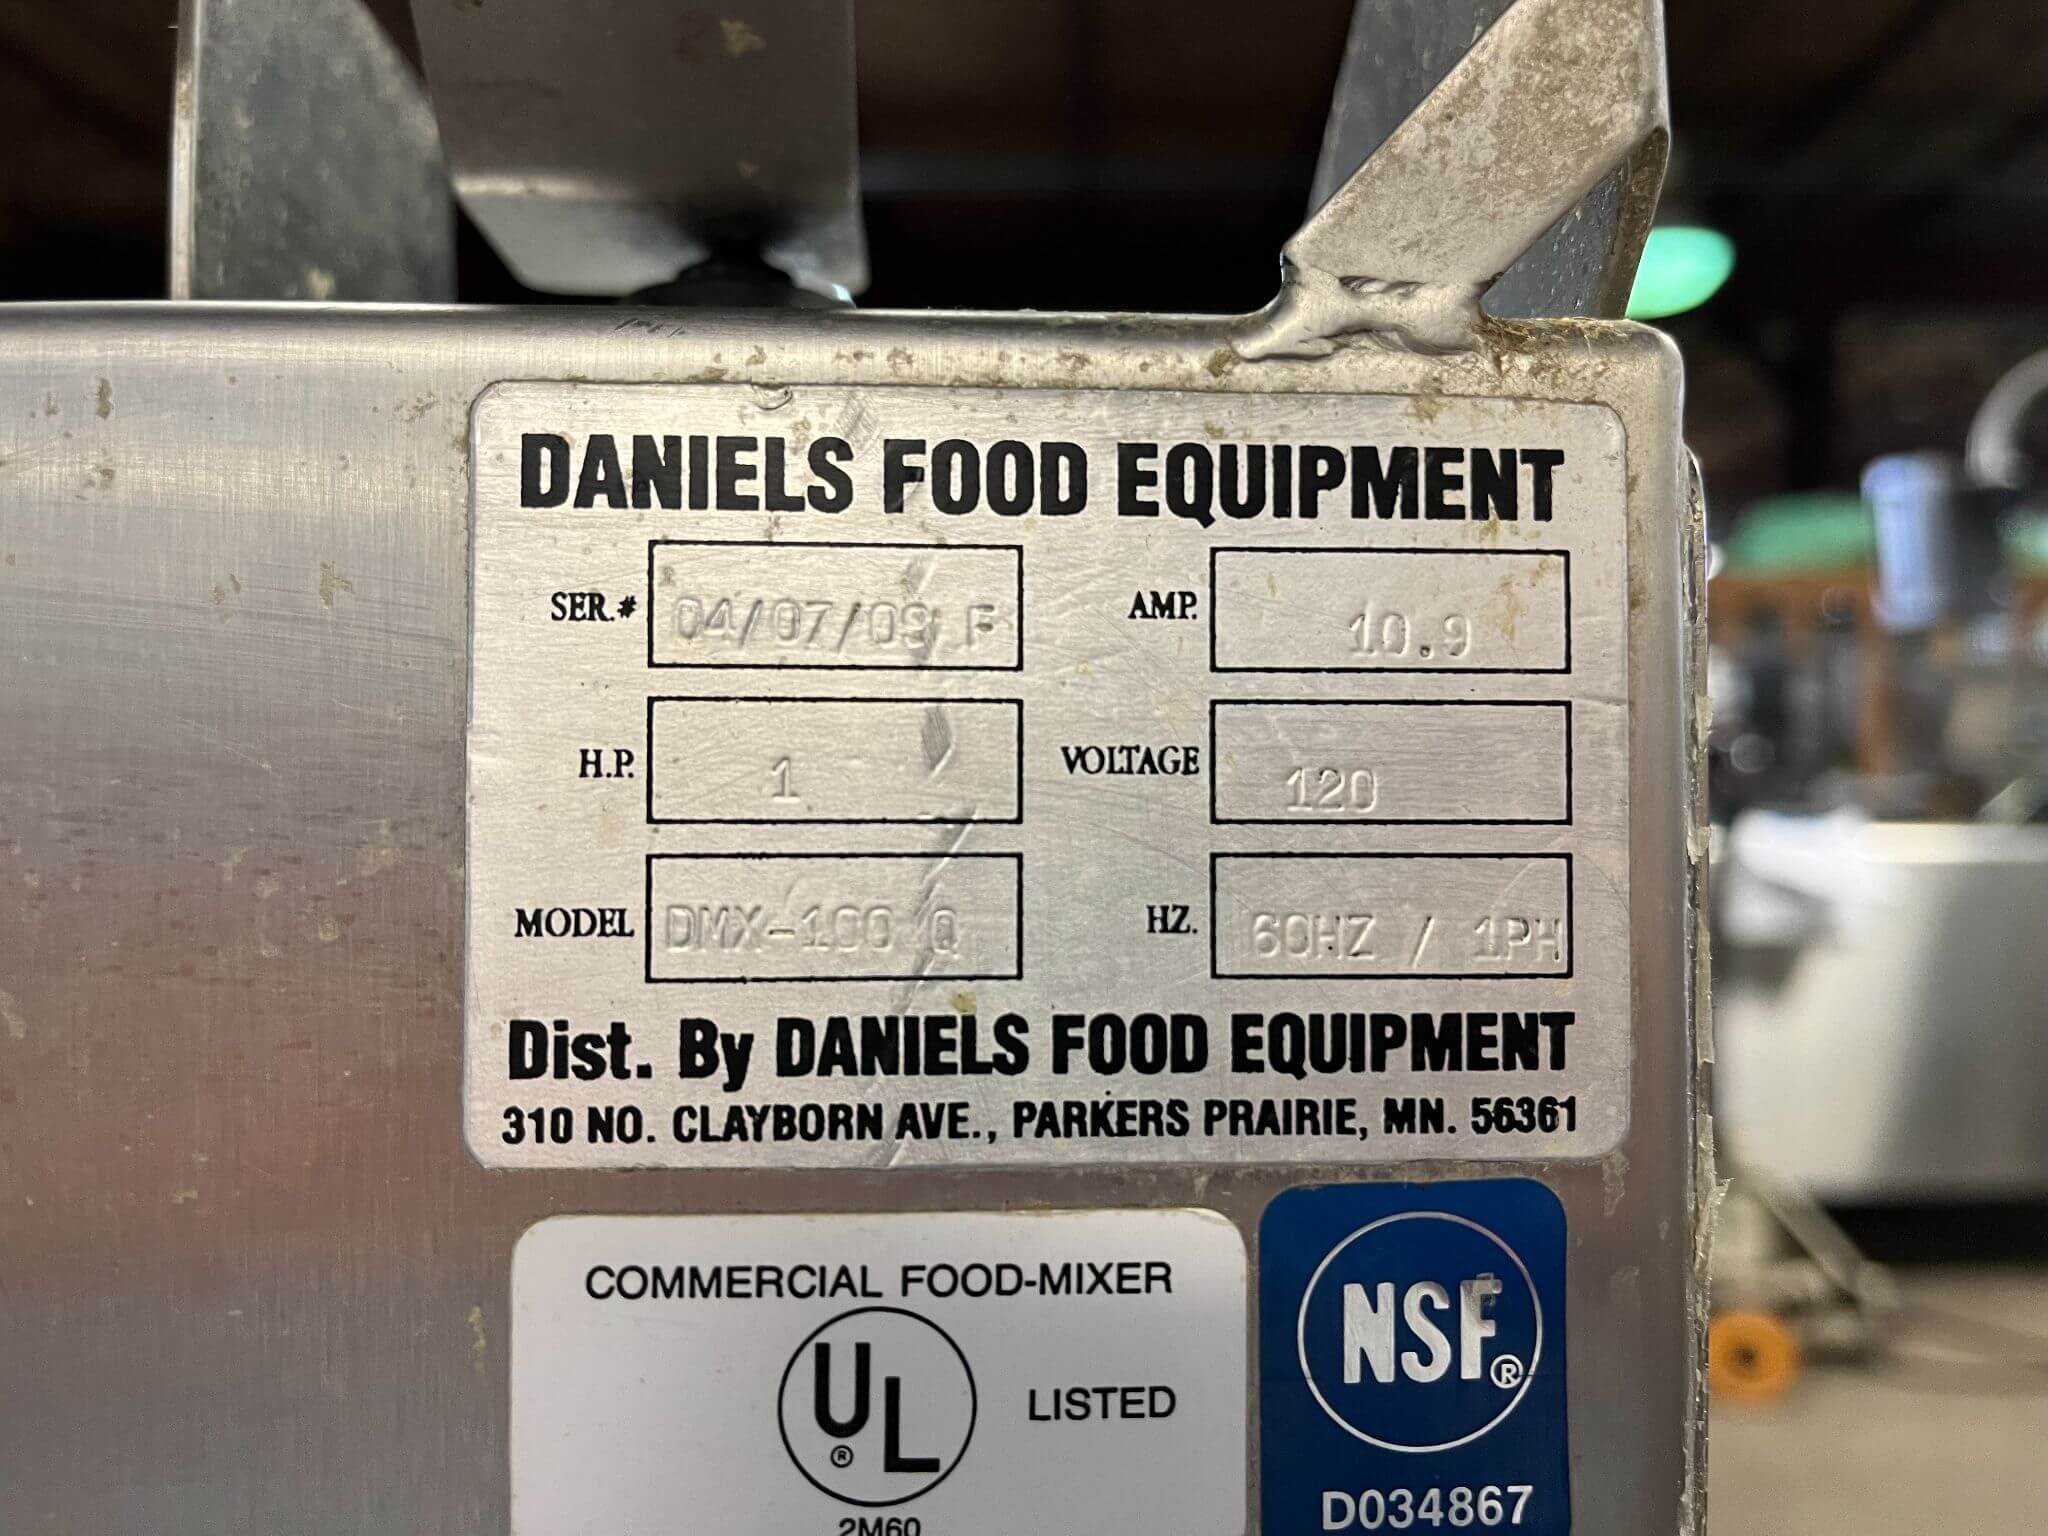 DANIELS FOOD EQUIPMENT
SER.# 04/07/09 F AMP. 10.9
H.P. 1 VOLTAGE 120
MODEL DMX-100 Q HZ. 60HZ / 1PH
Dist. By DANIELS FOOD EQUIPMENT
310 NO. CLAYBORN AVE., PARKERS PRAIRIE, MN. 56361
COMMERCIAL FOOD-MIXER
UL® LISTED
2M60
NSF®
D034867